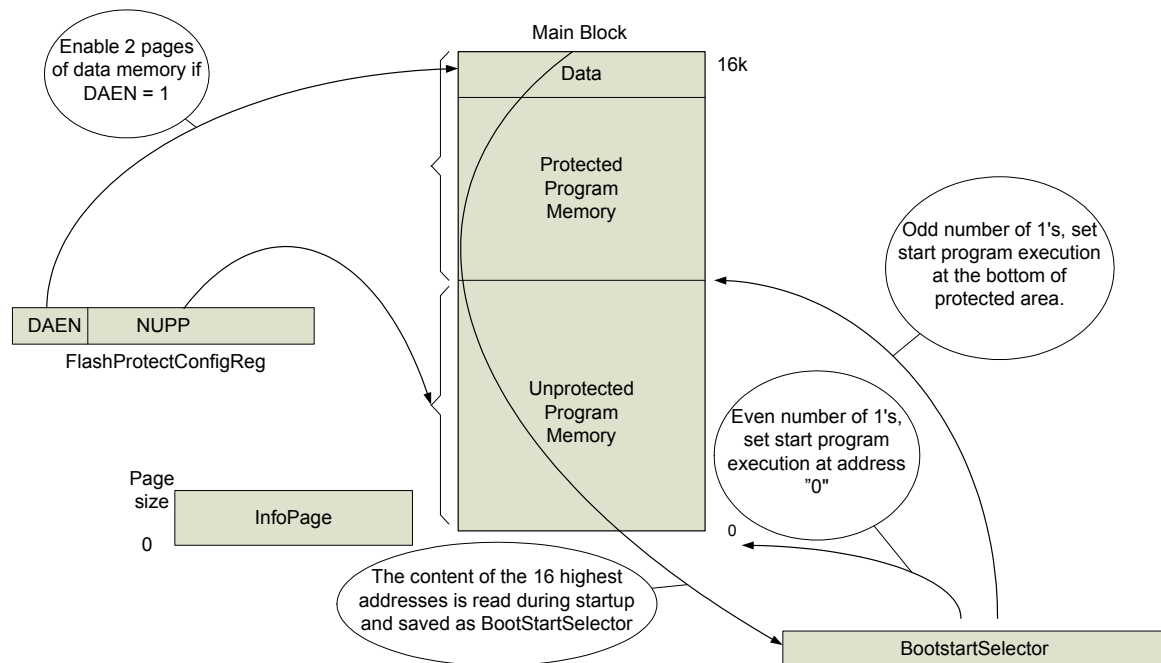 Main Block
Enable 2 pages
of data memory if
DAEN = 1
Data
16k
Protected
Program
Memory
Odd number of 1's, set
start program execution
at the bottom of
protected area.
DAEN
NUPP
FlashProtectConfigReg
Unprotected
Program
Memory
Even number of 1's,
set start program
execution at address
”0"
Page
size
0
InfoPage
0
The content of the 16 highest
addresses is read during startup
and saved as BootStartSelector
BootstartSelector